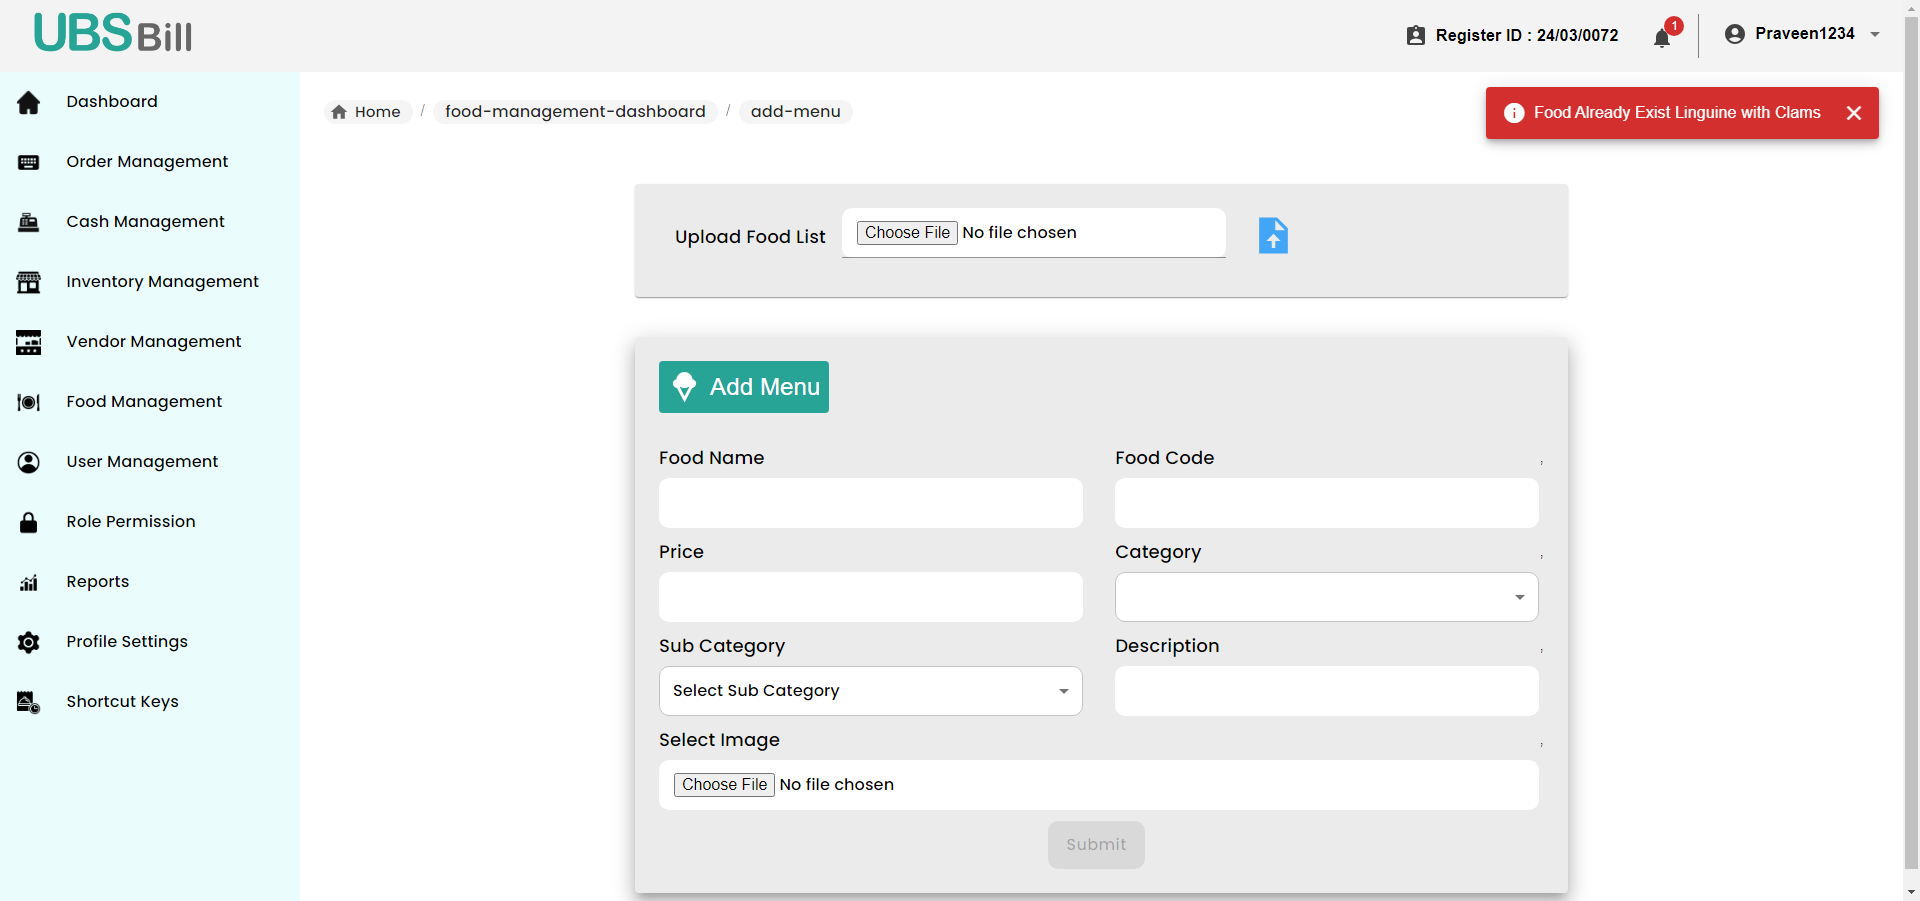 UBS Bill
Register ID : 24/03/0072
1
Praveen1234
Dashboard
Order Management
Cash Management
Inventory Management
Vendor Management
Food Management
User Management
Role Permission
Reports
Profile Settings
Shortcut Keys
Home / food-management-dashboard / add-menu
Food Already Exist Linguine with Clams
Upload Food List
Choose File No file chosen
Add Menu
Food Name
Food Code
,
Price
Category
,
Sub Category
Description
,
Select Sub Category
Select Image
,
Choose File No file chosen
Submit